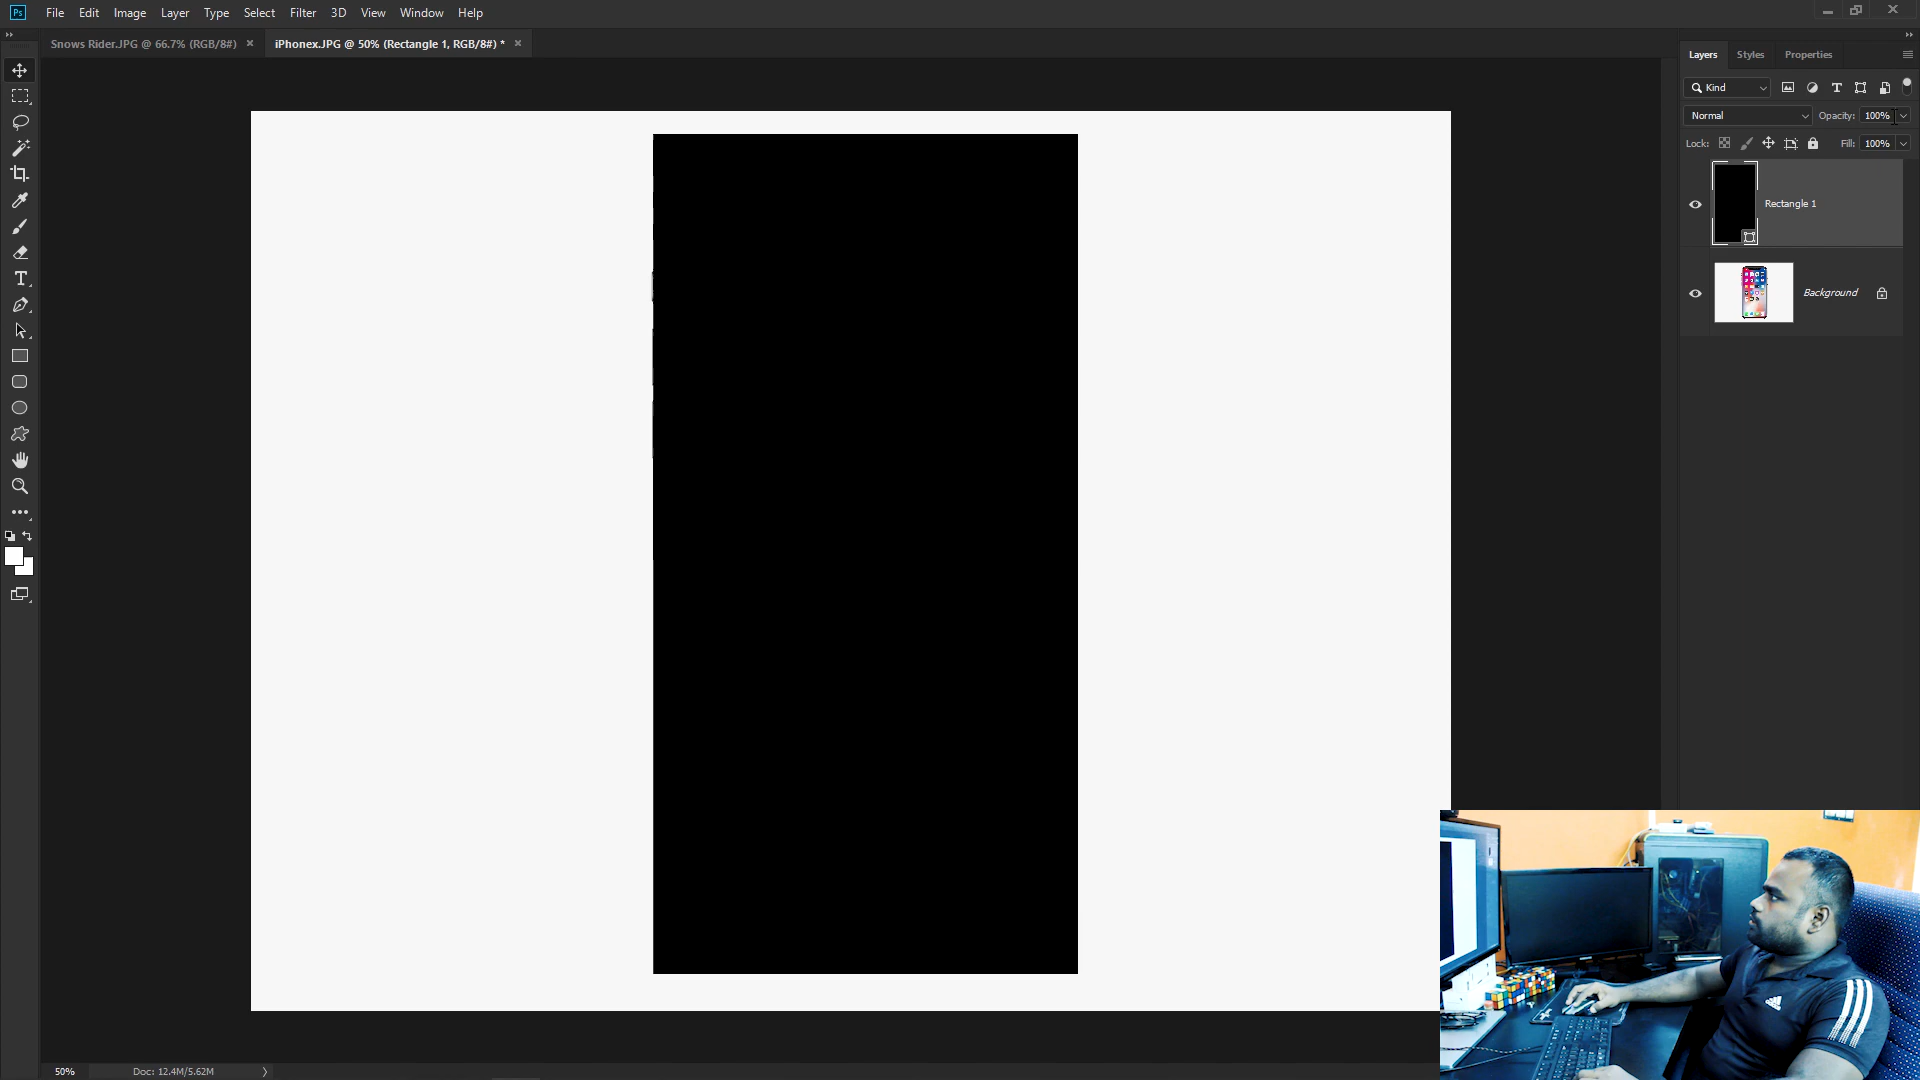 Ps File Edit Image Layer Type Select Filter 3D View Window Help
Snows Rider.JPG @ 66.7% (RGB/8#) × iPhonex.JPG @ 50% (Rectangle 1, RGB/8#) * ×
Layers Styles Properties
Kind
Normal Opacity: 100%
Lock: Fill: 100%
Rectangle 1
Background
50% Doc: 12.4M/5.62M